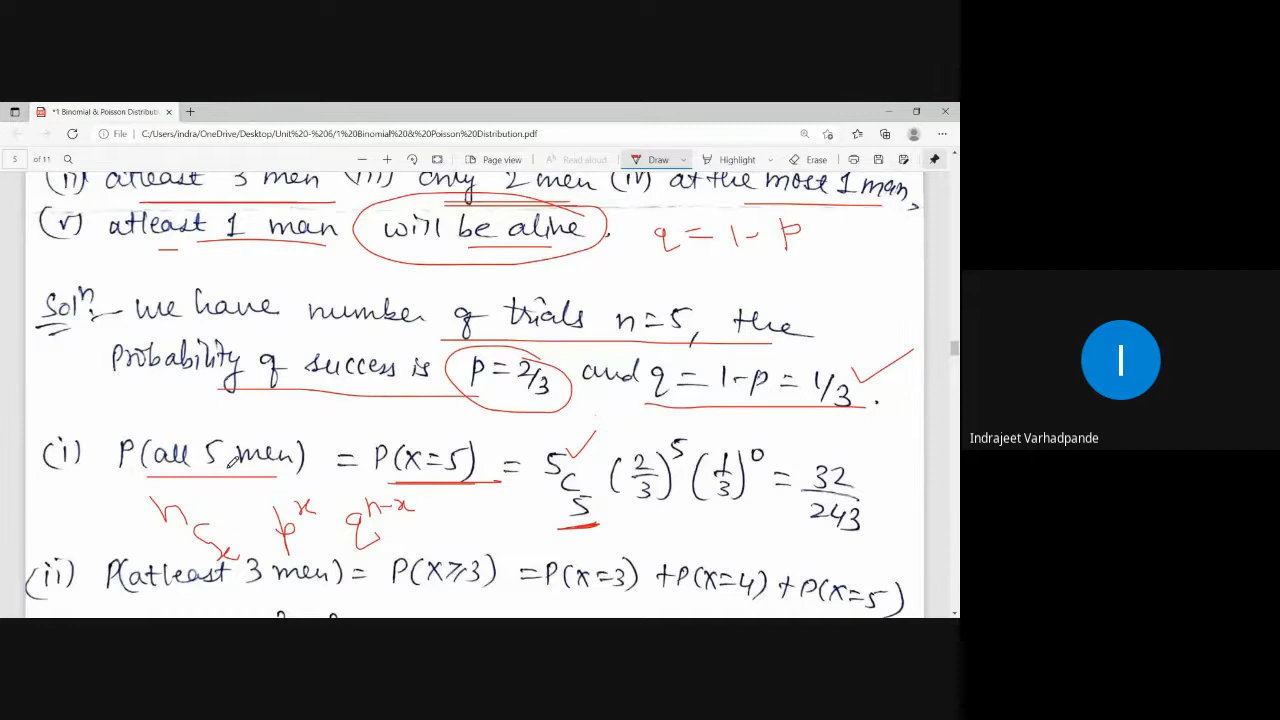 *1 Binomial & Poisson Distributi
File C:/Users/indra/OneDrive/Desktop/Unit%20-%206/1%20Binomial%20&%20Poisson%20Distribution.pdf
5 of 11 Page view Read aloud Draw Highlight Erase
(ii) atleast 3 men (iii) only 2 men (iv) at the most 1 man,
(v) atleast 1 man will be alive. q = 1 - p
Solⁿ:- We have number of trials n=5, the
probability of success is p = 2/3 and q = 1-p = 1/3.
(i) P(all 5 men) = P(X=5) = 5C5 (2/3)^5 (1/3)^0 = 32/243
nCx p^x q^(n-x)
(ii) P(atleast 3 men) = P(X≥3) = P(X=3) + P(X=4) + P(X=5)
I
Indrajeet Varhadpande